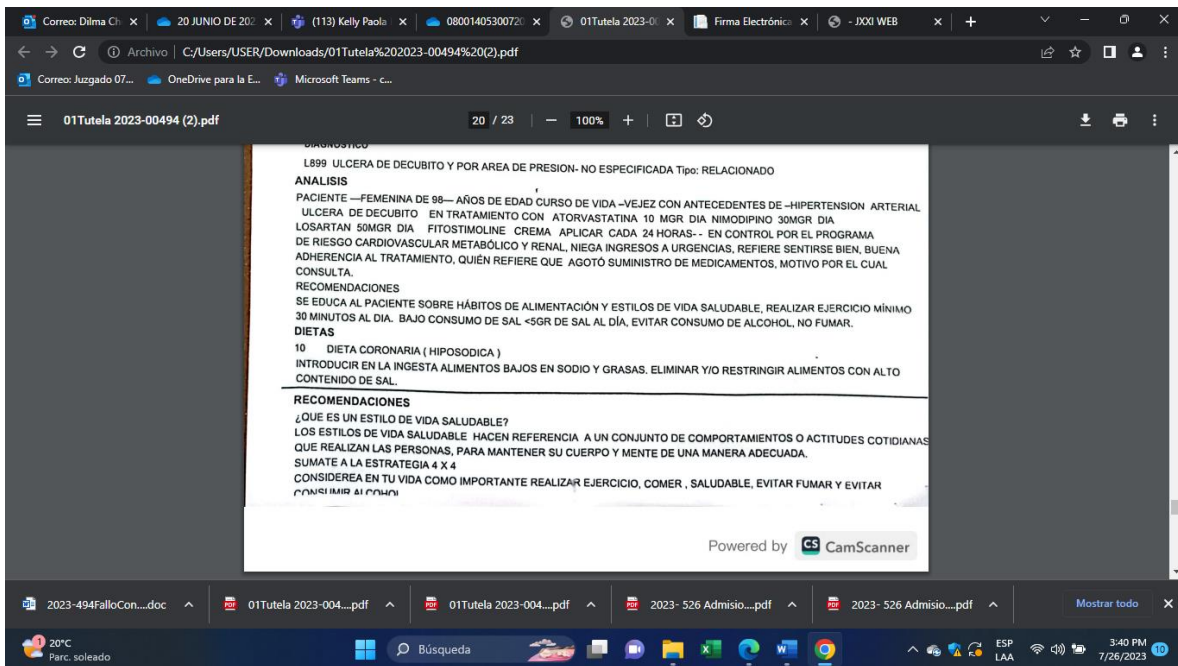 Correo: Dilma Ch
20 JUNIO DE 202
(113) Kelly Paola
08001405300720
01Tutela 2023-00
Firma Electrónica
- JXXI WEB
Archivo
C:/Users/USER/Downloads/01Tutela%202023-00494%20(2).pdf
Correo: Juzgado 07...
OneDrive para la E...
Microsoft Teams - c...
01Tutela 2023-00494 (2).pdf
20 / 23
100%
DIAGNOSTICO
L899 ULCERA DE DECUBITO Y POR AREA DE PRESION- NO ESPECIFICADA Tipo: RELACIONADO
ANALISIS
PACIENTE —FEMENINA DE 98— AÑOS DE EDAD CURSO DE VIDA –VEJEZ CON ANTECEDENTES DE –HIPERTENSION ARTERIAL
ULCERA DE DECUBITO EN TRATAMIENTO CON ATORVASTATINA 10 MGR DIA NIMODIPINO 30MGR DIA
LOSARTAN 50MGR DIA FITOSTIMOLINE CREMA APLICAR CADA 24 HORAS- - EN CONTROL POR EL PROGRAMA
DE RIESGO CARDIOVASCULAR METABÓLICO Y RENAL, NIEGA INGRESOS A URGENCIAS, REFIERE SENTIRSE BIEN, BUENA
ADHERENCIA AL TRATAMIENTO, QUIÉN REFIERE QUE AGOTÓ SUMINISTRO DE MEDICAMENTOS, MOTIVO POR EL CUAL
CONSULTA.
RECOMENDACIONES
SE EDUCA AL PACIENTE SOBRE HÁBITOS DE ALIMENTACIÓN Y ESTILOS DE VIDA SALUDABLE, REALIZAR EJERCICIO MÍNIMO
30 MINUTOS AL DIA. BAJO CONSUMO DE SAL <5GR DE SAL AL DÍA, EVITAR CONSUMO DE ALCOHOL, NO FUMAR.
DIETAS
10 DIETA CORONARIA ( HIPOSODICA )
INTRODUCIR EN LA INGESTA ALIMENTOS BAJOS EN SODIO Y GRASAS. ELIMINAR Y/O RESTRINGIR ALIMENTOS CON ALTO
CONTENIDO DE SAL.
RECOMENDACIONES
¿QUE ES UN ESTILO DE VIDA SALUDABLE?
LOS ESTILOS DE VIDA SALUDABLE HACEN REFERENCIA A UN CONJUNTO DE COMPORTAMIENTOS O ACTITUDES COTIDIANAS
QUE REALIZAN LAS PERSONAS, PARA MANTENER SU CUERPO Y MENTE DE UNA MANERA ADECUADA.
SUMATE A LA ESTRATEGIA 4 X 4
CONSIDEREA EN TU VIDA COMO IMPORTANTE REALIZAR EJERCICIO, COMER , SALUDABLE, EVITAR FUMAR Y EVITAR
CONSUMIR ALCOHOL
Powered by CS CamScanner
2023-494FalloCon....doc
01Tutela 2023-004....pdf
01Tutela 2023-004....pdf
2023- 526 Admisio....pdf
2023- 526 Admisio....pdf
Mostrar todo
20°C
Parc. soleado
Búsqueda
ESP
LAA
3:40 PM
7/26/2023
10